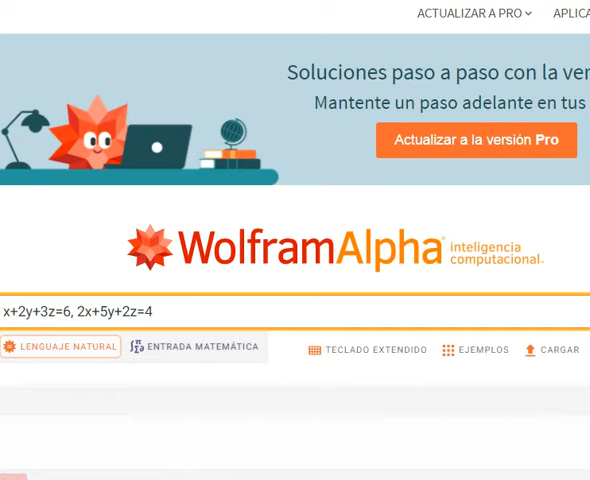 ACTUALIZAR A PRO
Soluciones paso a paso con la
Mantente un paso adelante en tus
Actualizar a la versión Pro
WolframAlpha inteligencia
computacional
x+2y+3z=6, 2x+5y+2z=4
LENGUAJE NATURAL ENTRADA MATEMÁTICA TECLADO EXTENDIDO EJEMPLOS CARGAR